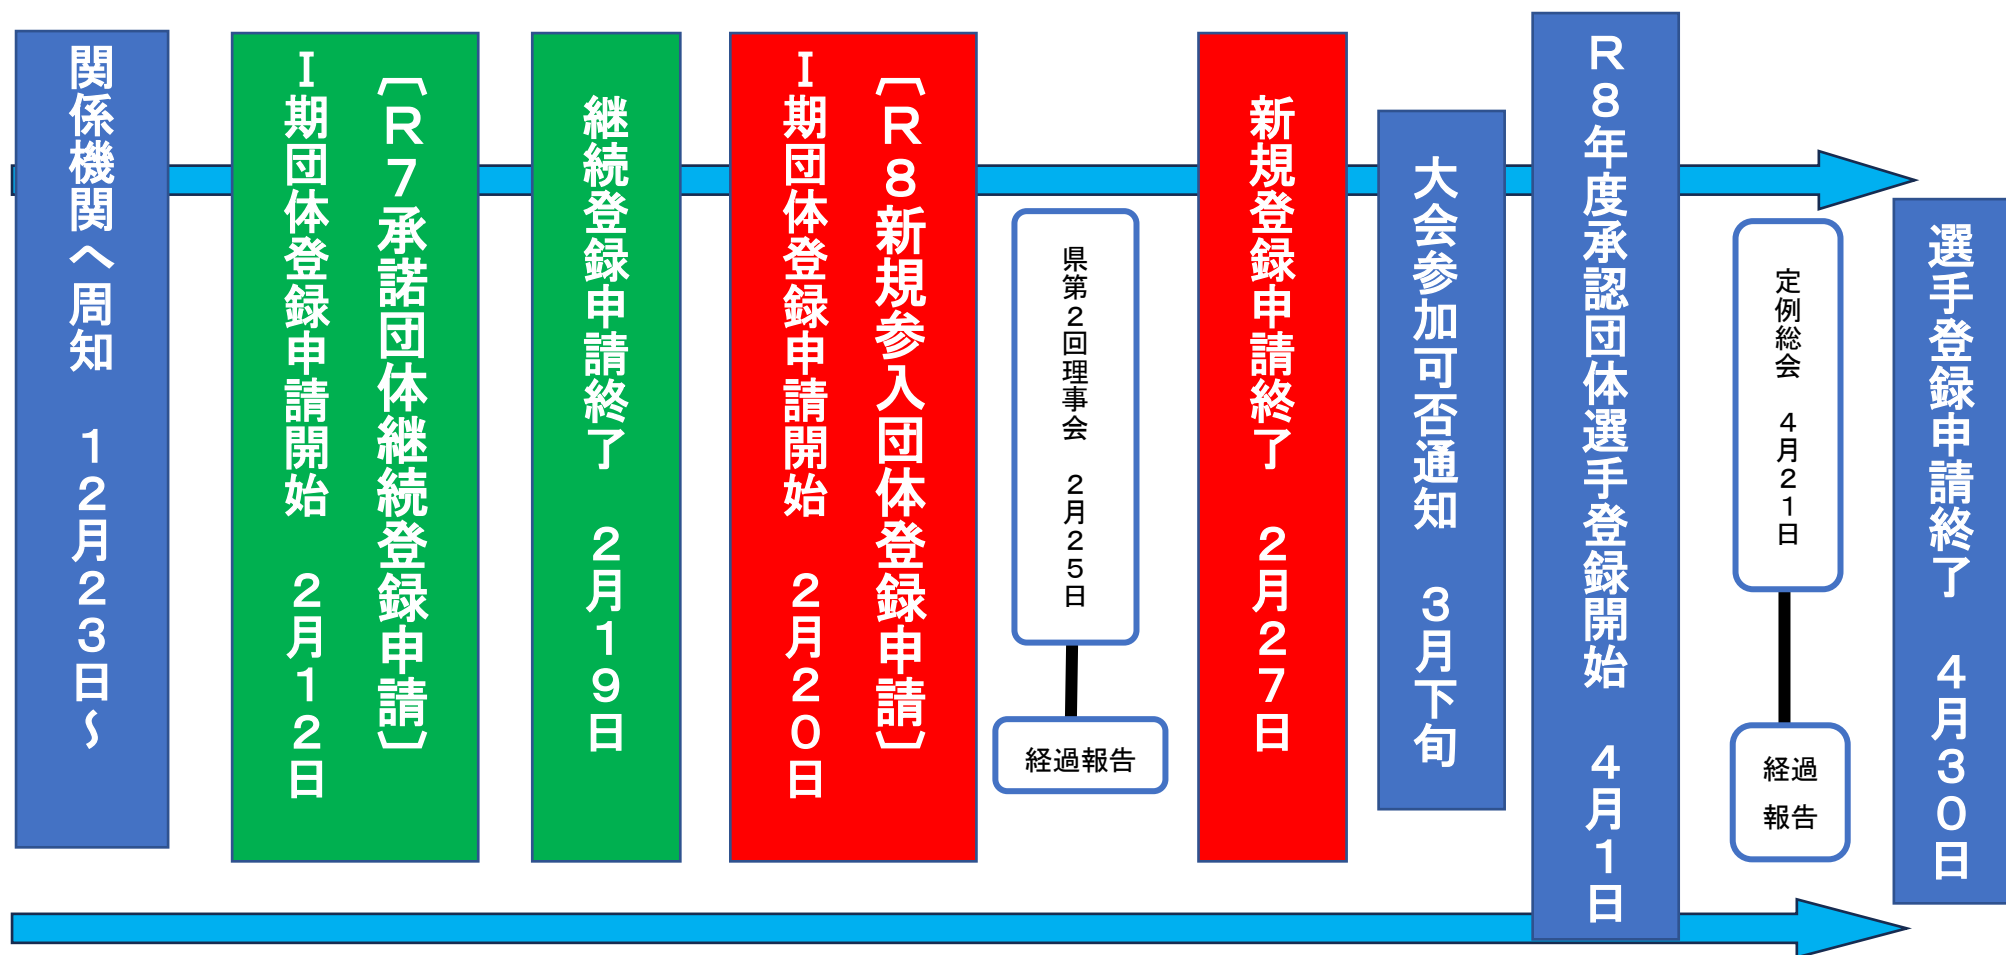 関係機関へ周知　１２月２３日～
〔Ｒ７承諾団体継続登録申請〕
Ⅰ期団体登録申請開始　２月１２日
継続登録申請終了　２月１９日
〔Ｒ８新規参入団体登録申請〕
Ⅰ期団体登録申請開始　２月２０日
県第２回理事会　２月２５日
経過報告
新規登録申請終了　２月２７日
大会参加可否通知　３月下旬
Ｒ８年度承認団体選手登録開始　４月１日
定例総会　４月２１日
経過
報告
選手登録申請終了　４月３０日